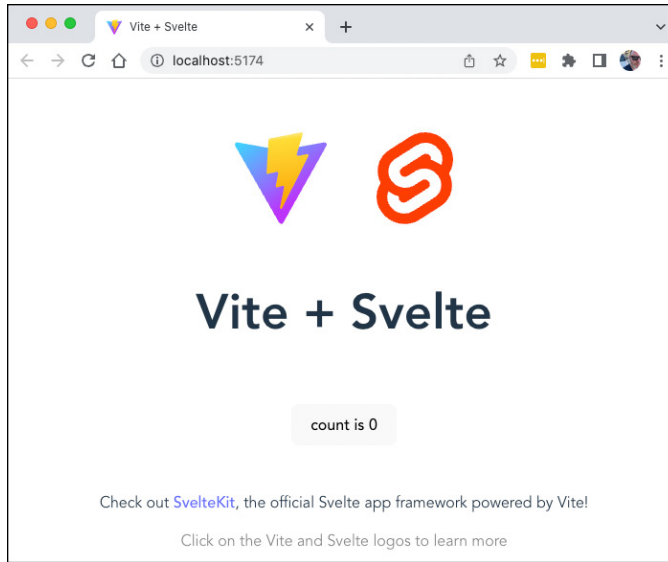 Vite + Svelte
localhost:5174
Vite + Svelte
count is 0
Check out SvelteKit, the official Svelte app framework powered by Vite!
Click on the Vite and Svelte logos to learn more